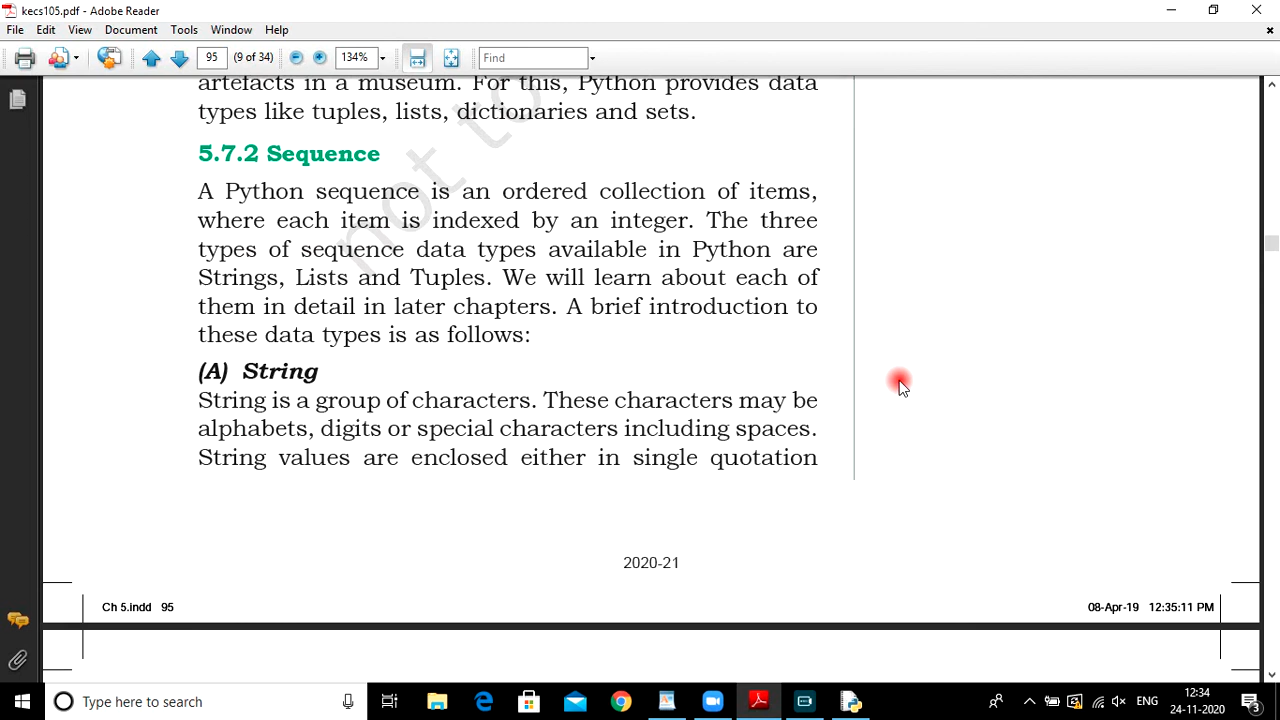 kecs105.pdf - Adobe Reader
File Edit View Document Tools Window Help
95 (9 of 34) 134% Find
artefacts in a museum. For this, Python provides data
types like tuples, lists, dictionaries and sets.
5.7.2 Sequence
A Python sequence is an ordered collection of items,
where each item is indexed by an integer. The three
types of sequence data types available in Python are
Strings, Lists and Tuples. We will learn about each of
them in detail in later chapters. A brief introduction to
these data types is as follows:
(A) String
String is a group of characters. These characters may be
alphabets, digits or special characters including spaces.
String values are enclosed either in single quotation
not to
2020-21
Ch 5.indd 95
08-Apr-19 12:35:11 PM
Type here to search
ENG
12:34
24-11-2020
3